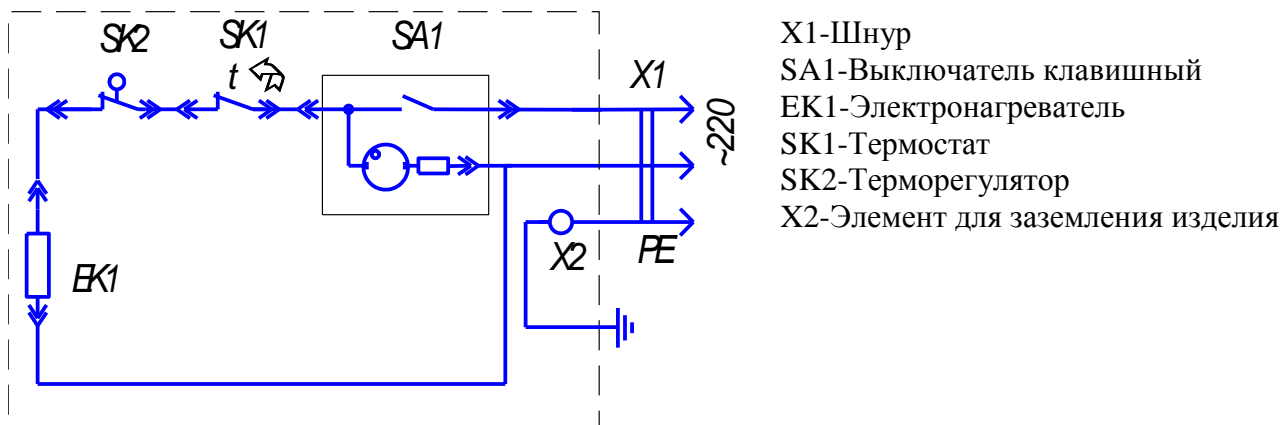 SK2
SK1
SA1
t
X1
~220
EK1
X2
PE
X1-Шнур
SA1-Выключатель клавишный
EK1-Электронагреватель
SK1-Термостат
SK2-Терморегулятор
X2-Элемент для заземления изделия